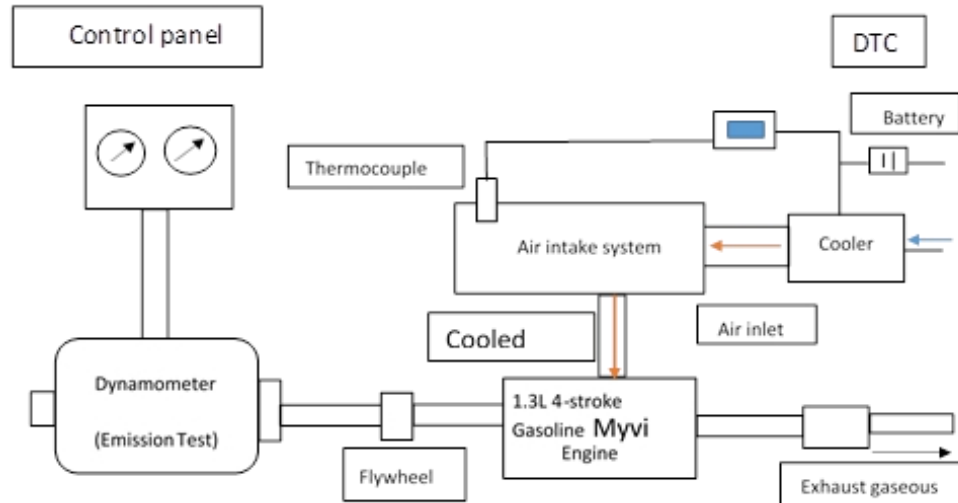 Control panel
DTC
Battery
Thermocouple
Air intake system
Cooler
Air inlet
Cooled
Dynamometer
(Emission Test)
1.3L 4-stroke
Gasoline Myvi
Engine
Flywheel
Exhaust gaseous